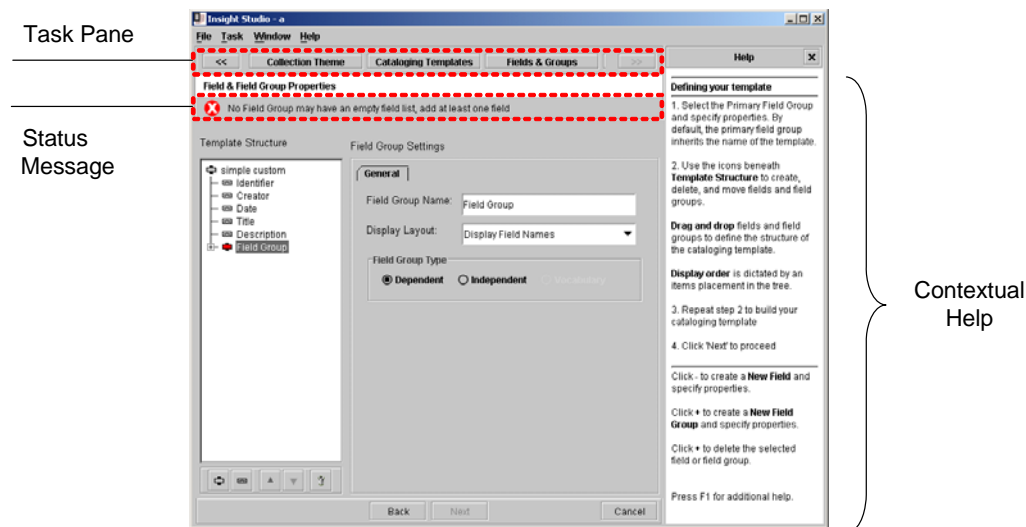 Task Pane
Status
Message
Contextual
Help
Insight Studio - a
File Task Window Help
<< Collection Theme Cataloging Templates Fields & Groups >>
Field & Field Group Properties
No Field Group may have an empty field list, add at least one field
Template Structure
simple custom
Identifier
Creator
Date
Title
Description
Field Group
Field Group Settings
General
Field Group Name: Field Group
Display Layout: Display Field Names
Field Group Type
Dependent Independent Vocabulary
Back Next Cancel
Help
Defining your template
1. Select the Primary Field Group
and specify properties. By
default, the primary field group
inherits the name of the template.
2. Use the icons beneath
Template Structure to create,
delete, and move fields and field
groups.
Drag and drop fields and field
groups to define the structure of
the cataloging template.
Display order is dictated by an
items placement in the tree.
3. Repeat step 2 to build your
cataloging template
4. Click 'Next' to proceed
Click - to create a New Field and
specify properties.
Click + to create a New Field
Group and specify properties.
Click + to delete the selected
field or field group.
Press F1 for additional help.